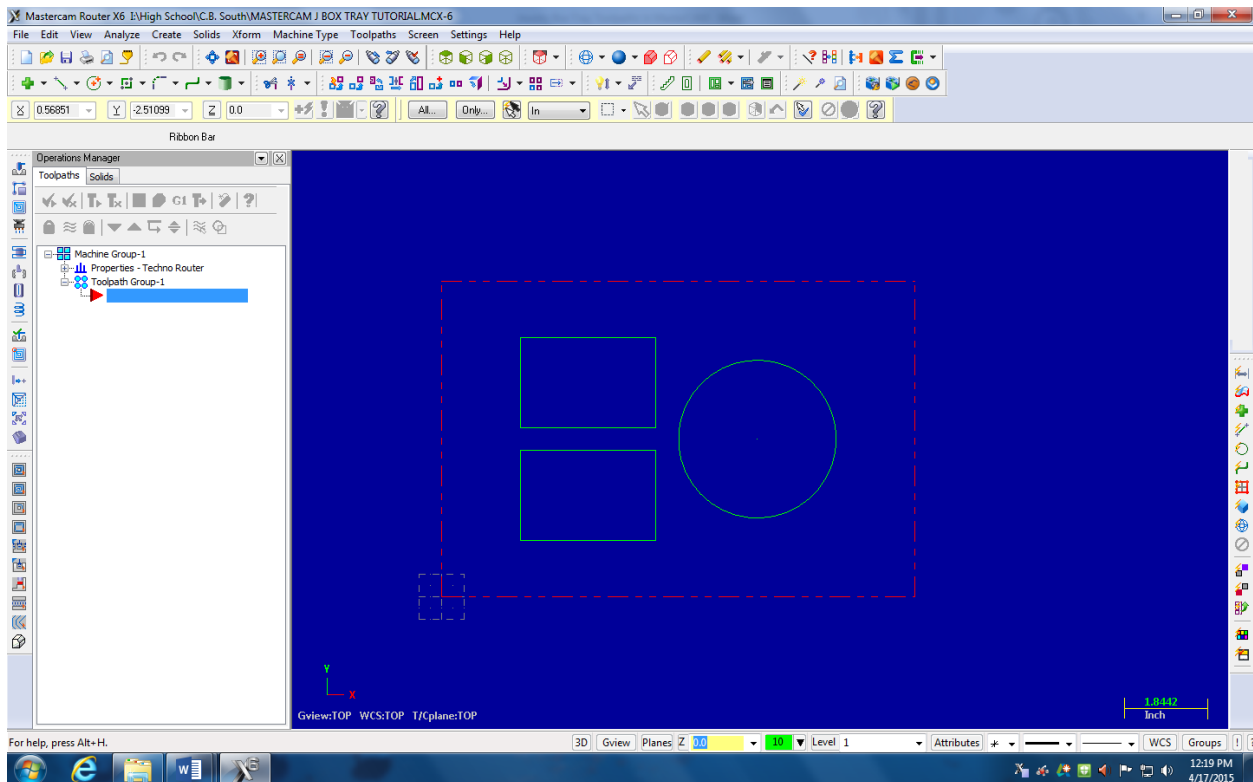 Mastercam Router X6 I:\High School\C.B. South\MASTERCAM J BOX TRAY TUTORIAL.MCX-6
File Edit View Analyze Create Solids Xform Machine Type Toolpaths Screen Settings Help
X 0.56851 Y -2.51099 Z 0.0 All... Only... In
Ribbon Bar
Operations Manager
Toolpaths Solids
G1
Machine Group-1
Properties - Techno Router
Toolpath Group-1
Y
X
Gview:TOP WCS:TOP T/Cplane:TOP
1.8442
Inch
For help, press Alt+H.
3D Gview Planes Z 0.0 10 Level 1 Attributes WCS Groups ! ?
12:19 PM
4/17/2015